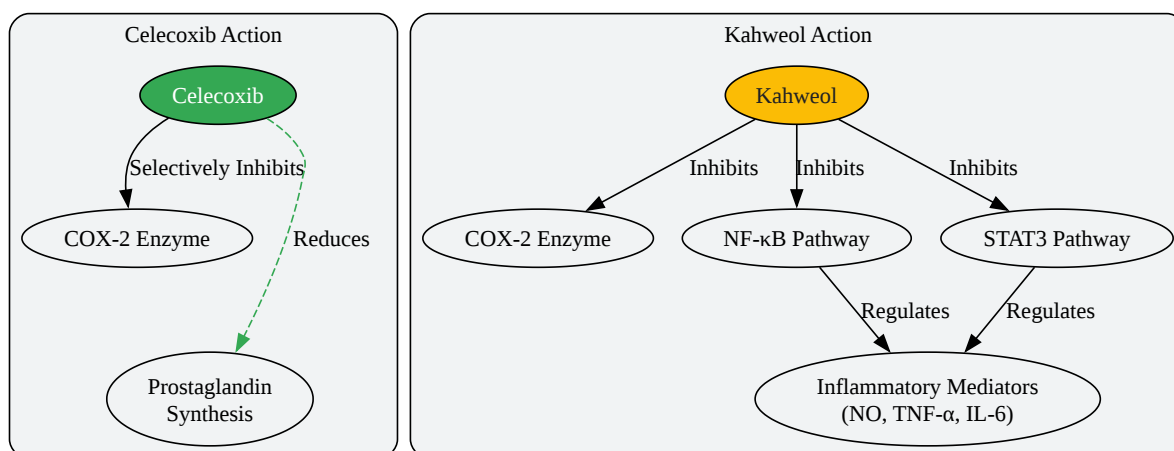 Celecoxib Action
Celecoxib
Selectively Inhibits
COX-2 Enzyme
Reduces
Prostaglandin
Synthesis
Kahweol Action
Kahweol
Inhibits
Inhibits
Inhibits
COX-2 Enzyme
NF-κB Pathway
STAT3 Pathway
Regulates
Regulates
Inflammatory Mediators
(NO, TNF-α, IL-6)